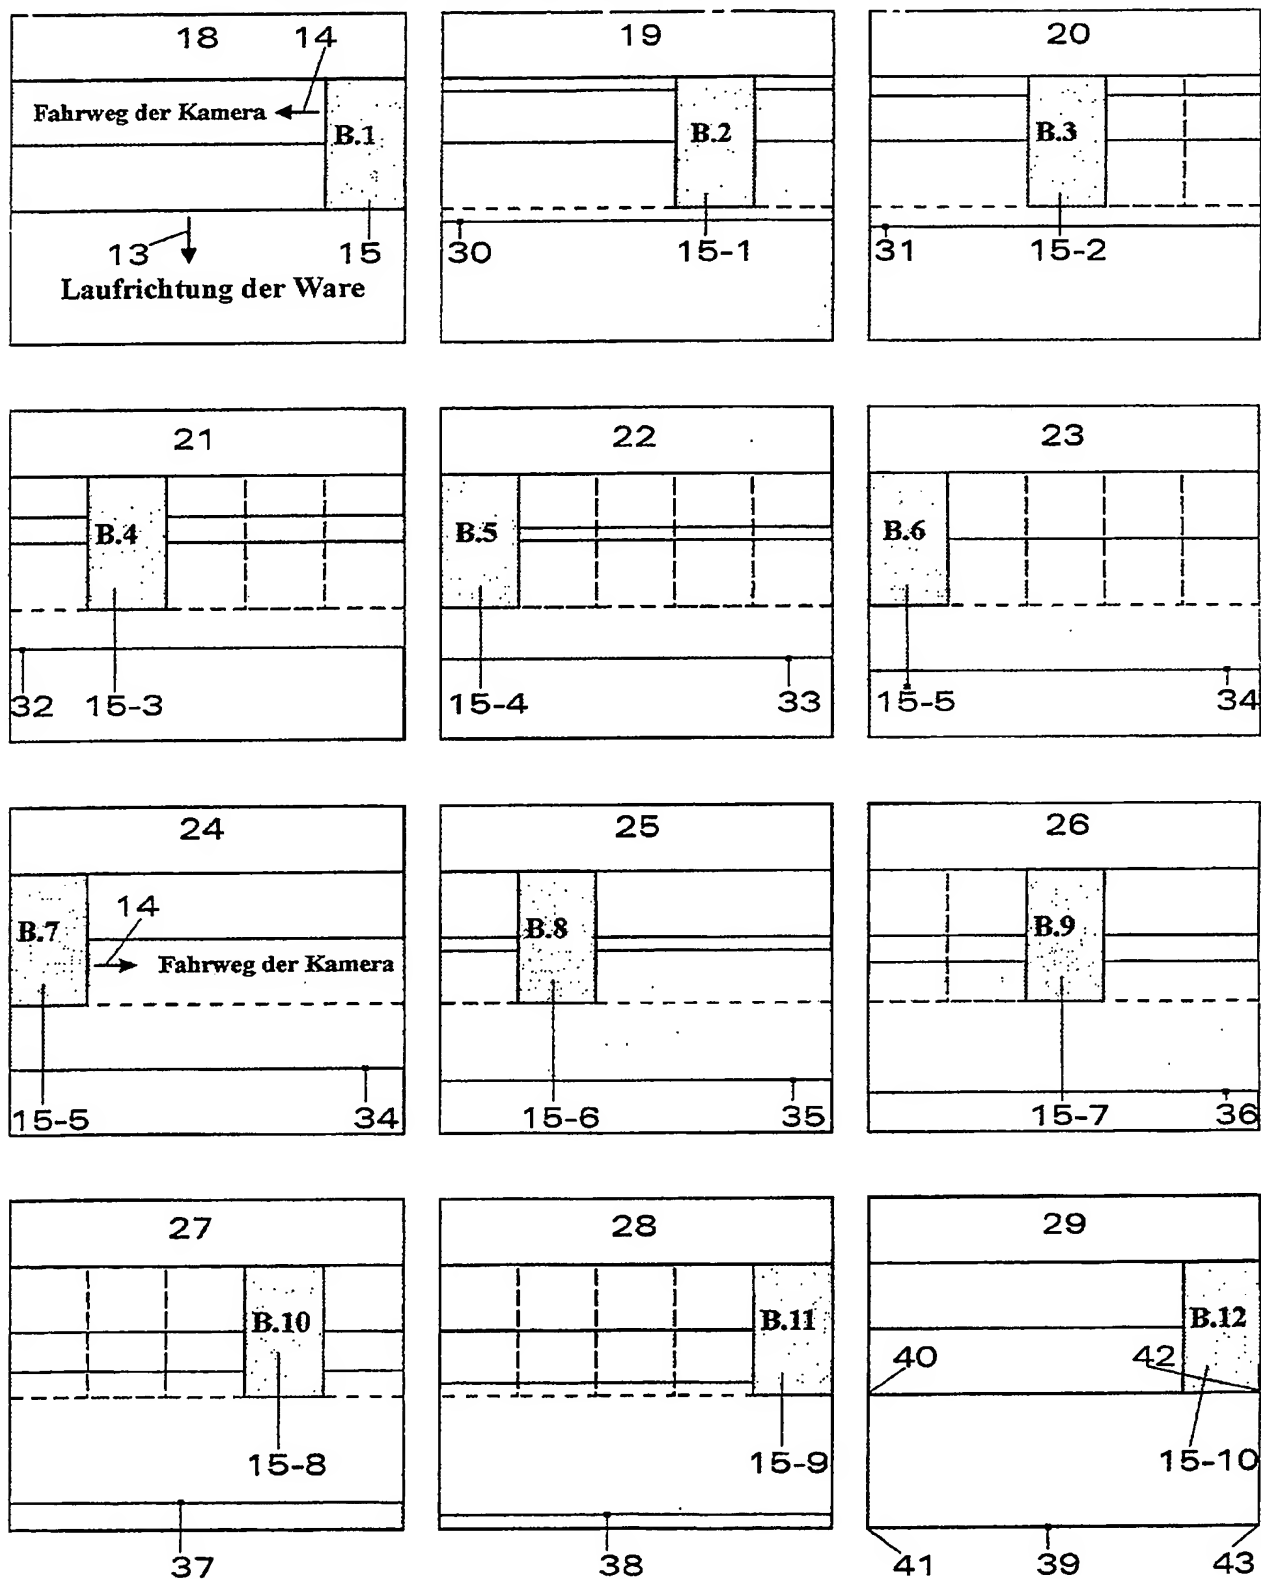 18 14
Fahrweg der Kamera
B.1
13 15
Laufrichtung der Ware
19
B.2
30 15-1
20
B.3
31 15-2
21
B.4
32 15-3
22
B.5
15-4 33
23
B.6
15-5 34
24
14
B.7
Fahrweg der Kamera
15-5 34
25
B.8
15-6 35
26
B.9
15-7 36
27
B.10
15-8
37
28
B.11
15-9
38
29
B.12
40 42
15-10
41 39 43